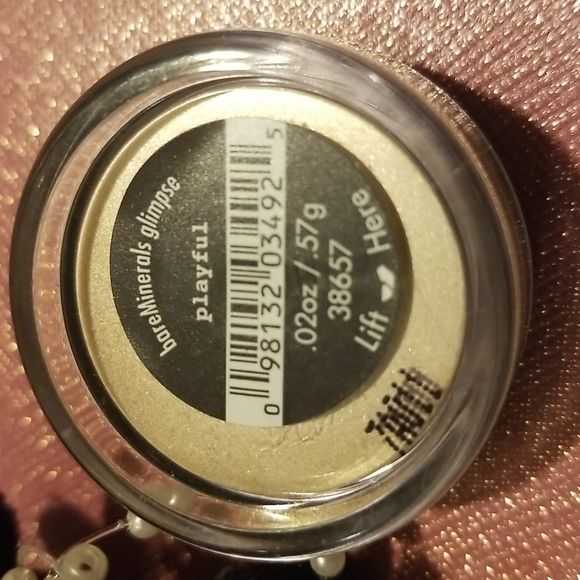 bareMinerals glimpse
playful
0 98132 03492 5
.02oz / .57g
38657
Lift Here